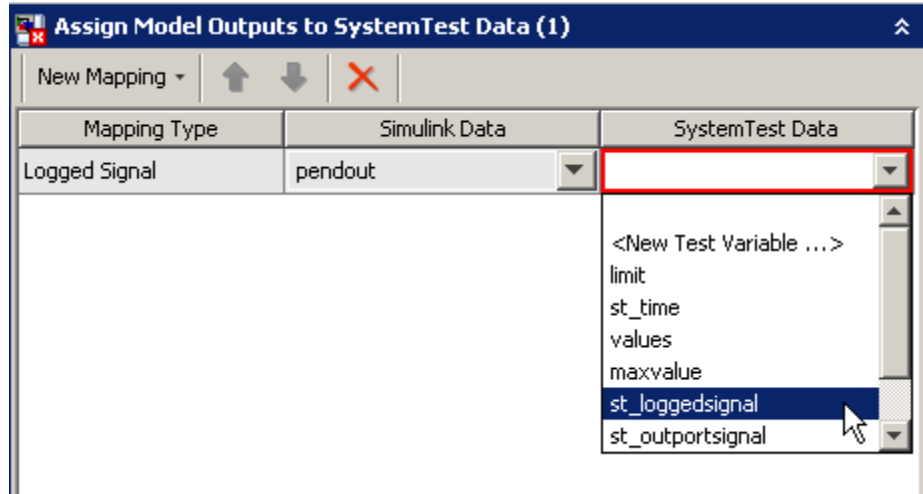 Assign Model Outputs to SystemTest Data (1)
New Mapping
Mapping Type Simulink Data SystemTest Data
Logged Signal pendout
<New Test Variable ...>
limit
st_time
values
maxvalue
st_loggedsignal
st_outportsignal